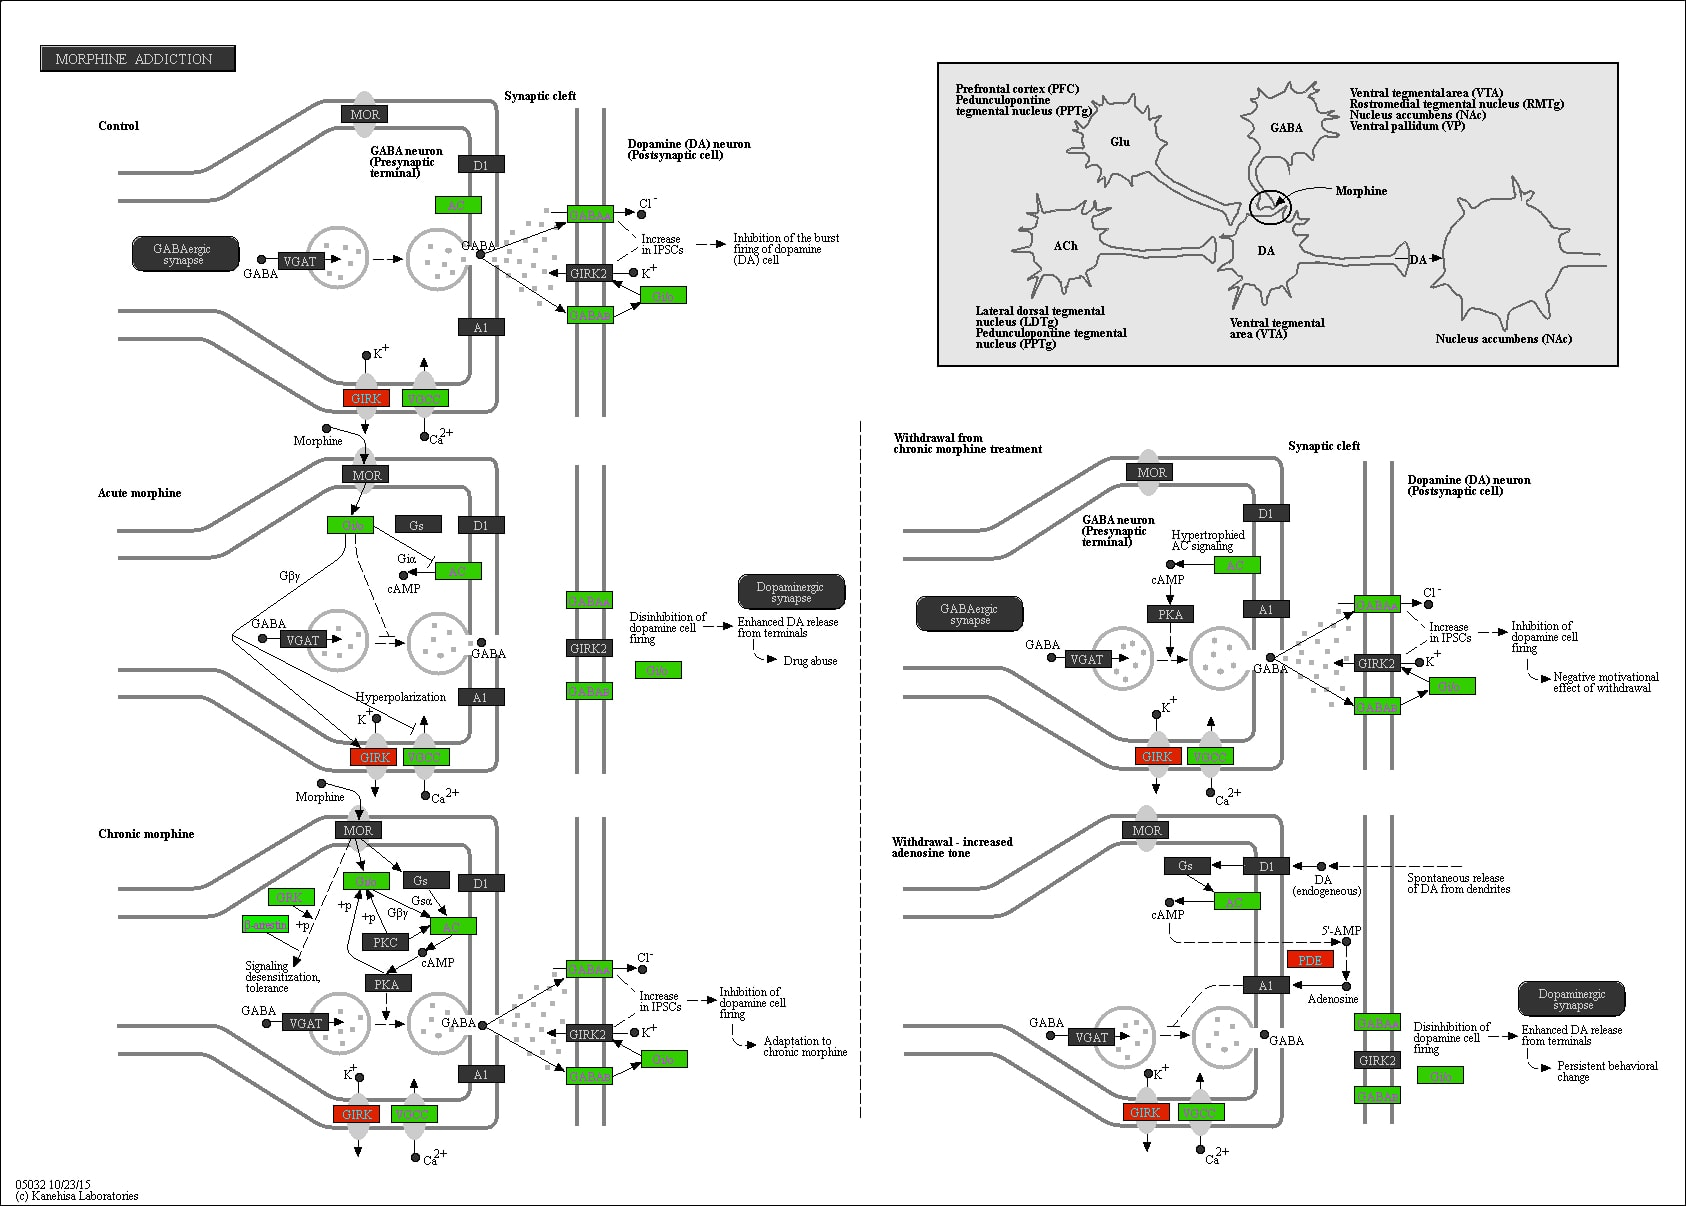 MORPHINE ADDICTION
Control
MOR
GABA neuron
(Presynaptic
terminal)
D1
AC
Synaptic cleft
Dopamine (DA) neuron
(Postsynaptic cell)
GABAergic
synapse
GABA
VGAT
GABA
A1
K+
GIRK
VGCC
Ca2+
GABAA
Cl-
Increase
in IPSCs
GIRK2
K+
Gi/o
GABAB
Inhibition of the burst
firing of dopamine
(DA) cell
Prefrontal cortex (PFC)
Pedunculopontine
tegmental nucleus (PPTg)
Glu
GABA
Ventral tegmental area (VTA)
Rostromedial tegmental nucleus (RMTg)
Nucleus accumbens (NAc)
Ventral pallidum (VP)
Morphine
ACh
DA
DA
Lateral dorsal tegmental
nucleus (LDTg)
Pedunculopontine tegmental
nucleus (PPTg)
Ventral tegmental
area (VTA)
Nucleus accumbens (NAc)
Acute morphine
Morphine
MOR
Gi/o
Gs
D1
Giα
AC
cAMP
Gβγ
GABA
VGAT
GABA
Hyperpolarization
A1
K+
GIRK
VGCC
Ca2+
GABAA
GIRK2
Gi/o
GABAB
Disinhibition of
dopamine cell
firing
Dopaminergic
synapse
Enhanced DA release
from terminals
Drug abuse
Chronic morphine
Morphine
MOR
Gi/o
Gs
D1
GRK
β-arrestin
+p
+p
+p
Gβγ
Gsα
AC
PKC
cAMP
PKA
Signaling
desensitization,
tolerance
GABA
VGAT
GABA
A1
K+
GIRK
VGCC
Ca2+
GABAA
Cl-
Increase
in IPSCs
GIRK2
K+
Gi/o
GABAB
Inhibition of
dopamine cell
firing
Adaptation to
chronic morphine
Withdrawal from
chronic morphine treatment
MOR
Synaptic cleft
Dopamine (DA) neuron
(Postsynaptic cell)
GABA neuron
(Presynaptic
terminal)
D1
Hypertrophied
AC signaling
AC
cAMP
PKA
A1
GABAergic
synapse
GABA
VGAT
GABA
K+
GIRK
VGCC
Ca2+
GABAA
Cl-
Increase
in IPSCs
GIRK2
K+
Gi/o
GABAB
Inhibition of
dopamine cell
firing
Negative motivational
effect of withdrawal
Withdrawal - increased
adenosine tone
MOR
Gs
D1
DA
(endogeneous)
Spontaneous release
of DA from dendrites
AC
cAMP
5'-AMP
PDE
A1
Adenosine
GABA
VGAT
GABA
K+
GIRK
VGCC
Ca2+
GABAA
GIRK2
Gi/o
GABAB
Disinhibition of
dopamine cell
firing
Dopaminergic
synapse
Enhanced DA release
from terminals
Persistent behavioral
change
05032 10/23/15
(c) Kanehisa Laboratories